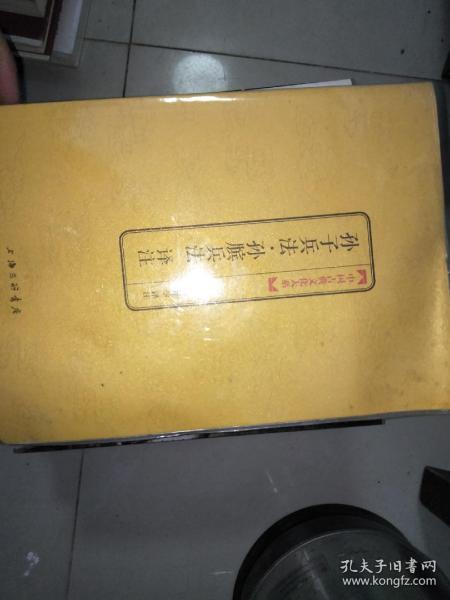 中国古典文化大系
孙子兵法·孙膑兵法
译注
上海三联书店
孔夫子旧书网
www.kongfz.com